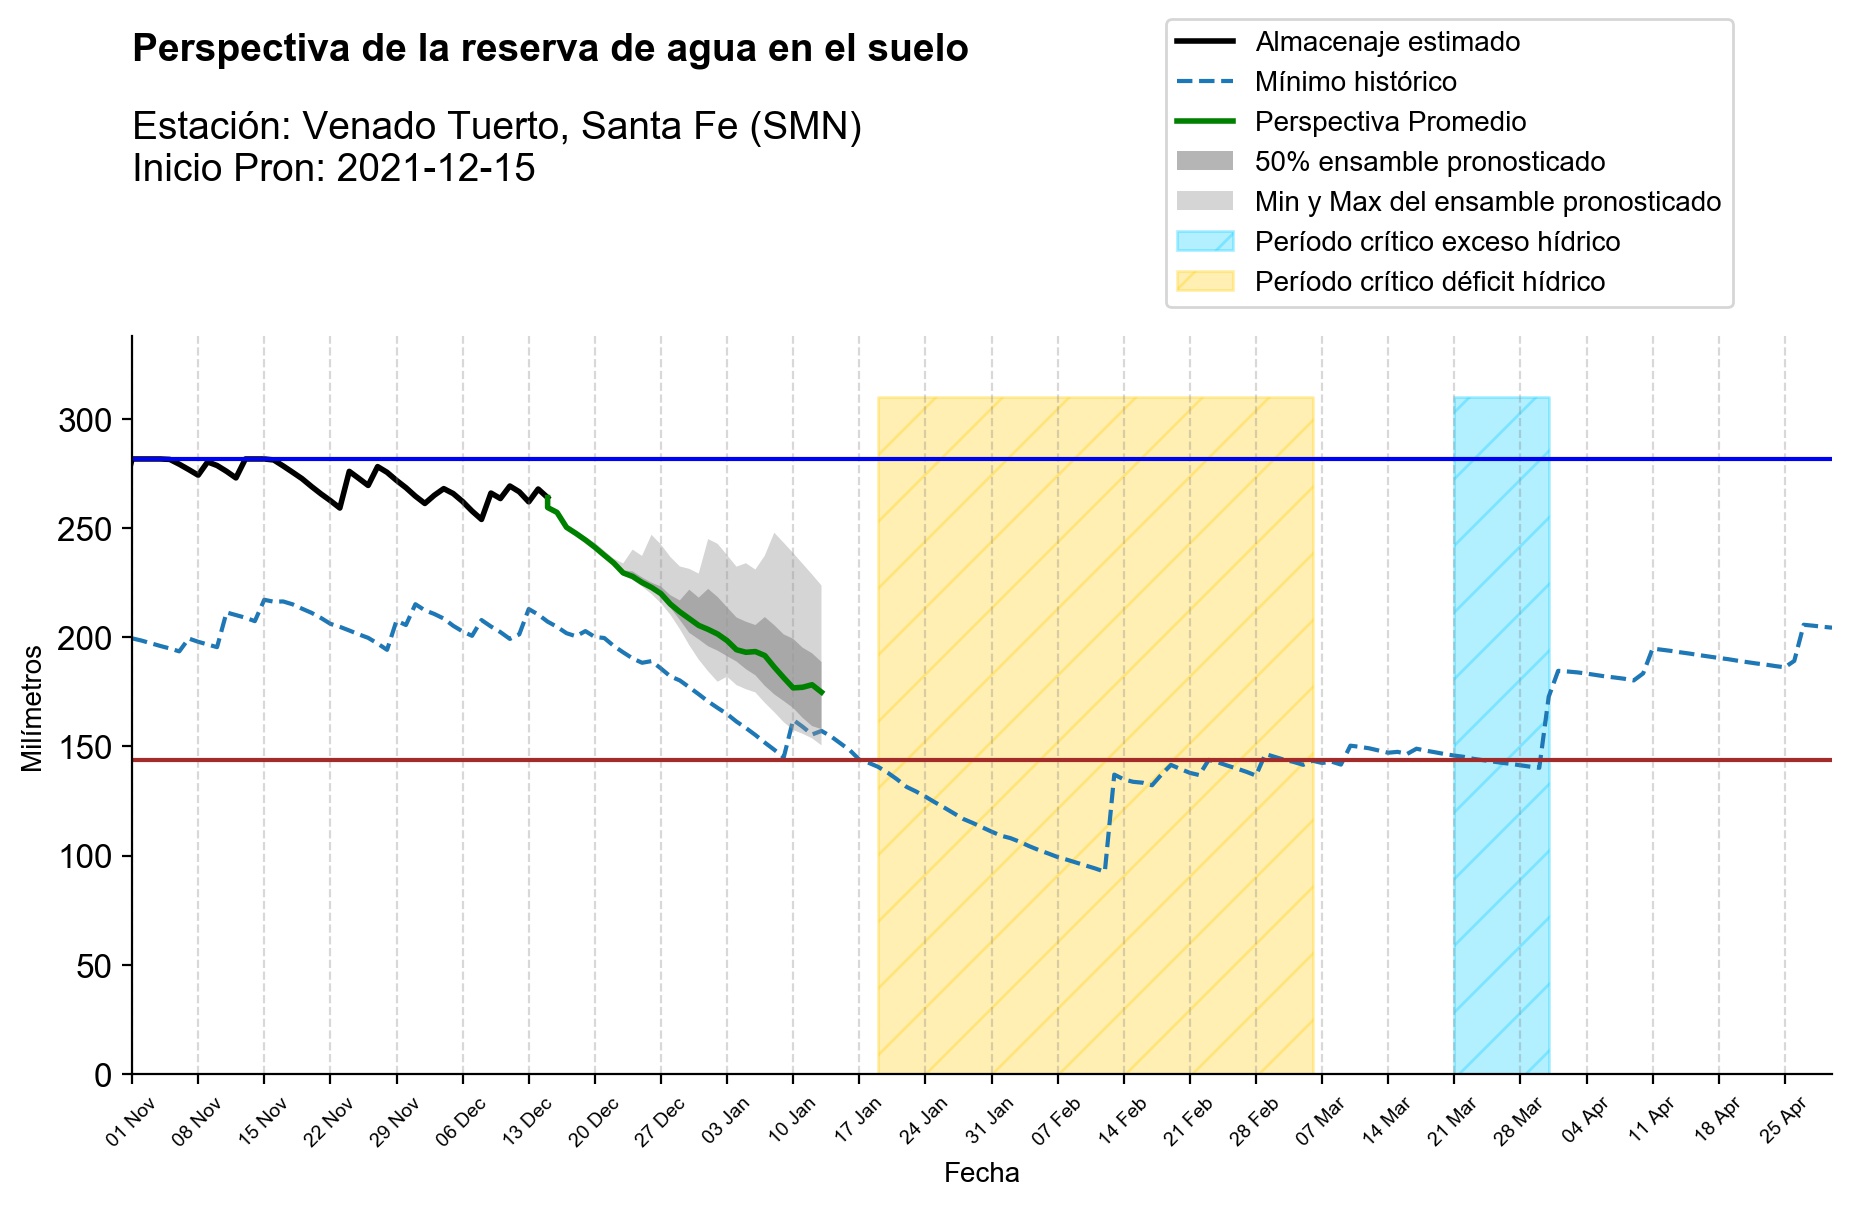 Perspectiva de la reserva de agua en el suelo
Estación: Venado Tuerto, Santa Fe (SMN)
Inicio Pron: 2021-12-15
Almacenaje estimado
Mínimo histórico
Perspectiva Promedio
50% ensamble pronosticado
Min y Max del ensamble pronosticado
Período crítico exceso hídrico
Período crítico déficit hídrico
Milímetros
300
250
200
150
100
50
0
01 Nov
08 Nov
15 Nov
22 Nov
29 Nov
06 Dec
13 Dec
20 Dec
27 Dec
03 Jan
10 Jan
17 Jan
24 Jan
31 Jan
07 Feb
14 Feb
21 Feb
28 Feb
07 Mar
14 Mar
21 Mar
28 Mar
04 Apr
11 Apr
18 Apr
25 Apr
Fecha